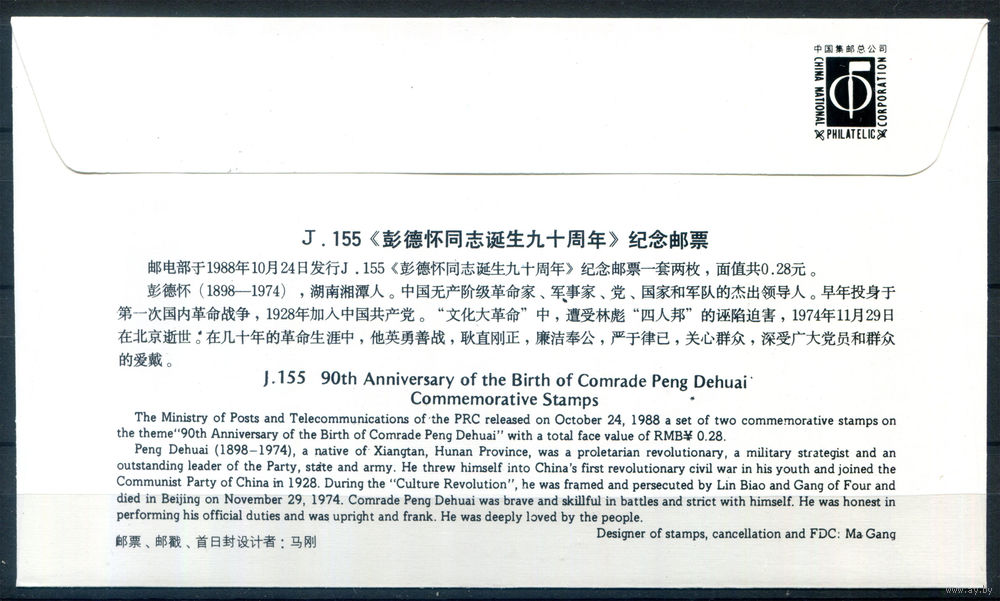 中国集邮总公司
CHINA NATIONAL
PHILATELIC
CORPORATION
J.155《彭德怀同志诞生九十周年》纪念邮票
邮电部于1988年10月24日发行J.155《彭德怀同志诞生九十周年》纪念邮票一套两枚，面值共0.28元。
彭德怀（1898—1974），湖南湘潭人。中国无产阶级革命家、军事家、党、国家和军队的杰出领导人。早年投身于
第一次国内革命战争，1928年加入中国共产党。“文化大革命”中，遭受林彪“四人邦”的诬陷迫害，1974年11月29日
在北京逝世。在几十年的革命生涯中，他英勇善战，耿直刚正，廉洁奉公，严于律已，关心群众，深受广大党员和群众
的爱戴。
J.155 90th Anniversary of the Birth of Comrade Peng Dehuai
Commemorative Stamps
The Ministry of Posts and Telecommunications of the PRC released on October 24, 1988 a set of two commemorative stamps on
the theme“90th Anniversary of the Birth of Comrade Peng Dehuai” with a total face value of RMB¥ 0.28.
Peng Dehuai (1898–1974), a native of Xiangtan, Hunan Province, was a proletarian revolutionary, a military strategist and an
outstanding leader of the Party, state and army. He threw himself into China's first revolutionary civil war in his youth and joined the
Communist Party of China in 1928. During the “Culture Revolution”, he was framed and persecuted by Lin Biao and Gang of Four and
died in Beijing on November 29, 1974. Comrade Peng Dehuai was brave and skillful in battles and strict with himself. He was honest in
performing his official duties and was upright and frank. He was deeply loved by the people.
Designer of stamps, cancellation and FDC: Ma Gang
邮票、邮戳、首日封设计者：马刚
www.ay.by